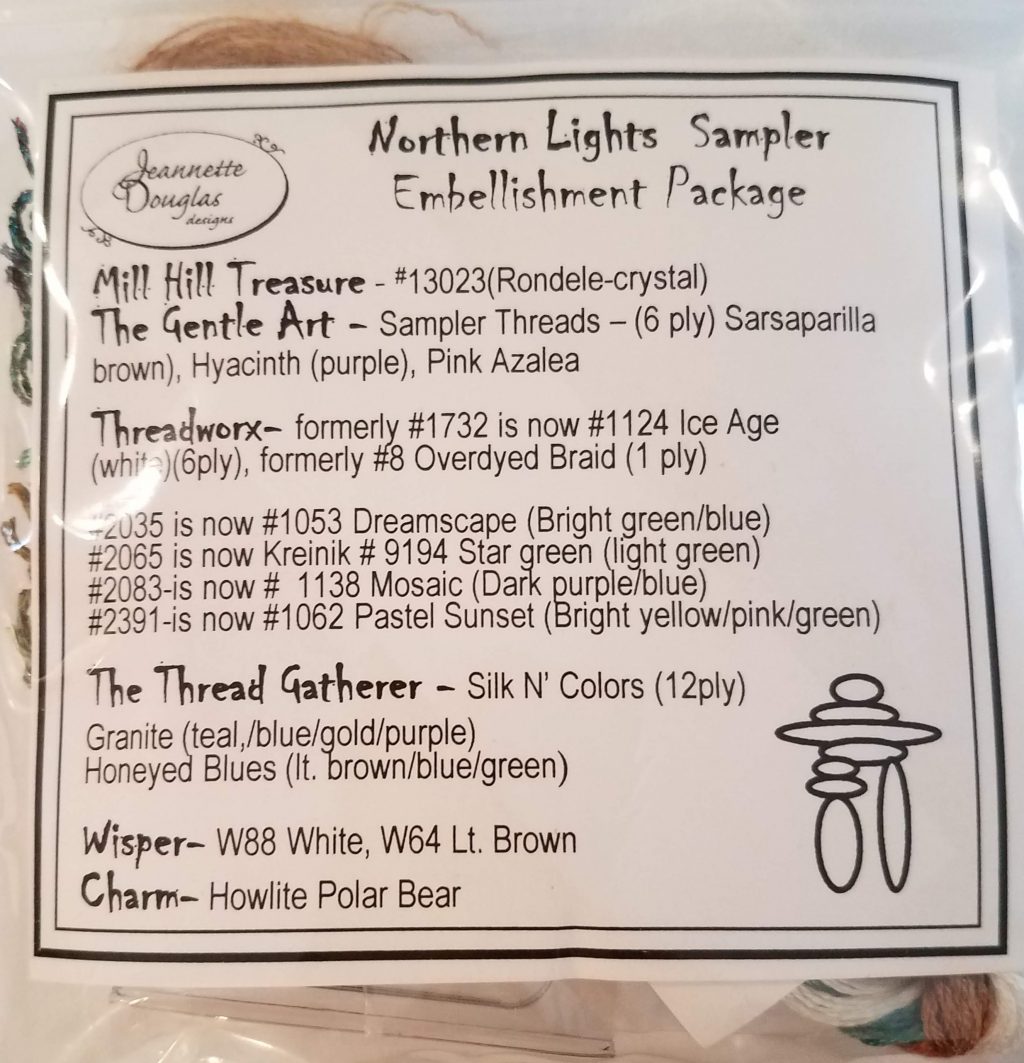 Jeannette
Douglas
designs
Northern Lights Sampler
Embellishment Package
Mill Hill Treasure - #13023(Rondele-crystal)
The Gentle Art – Sampler Threads – (6 ply) Sarsaparilla
brown), Hyacinth (purple), Pink Azalea
Threadworx– formerly #1732 is now #1124 Ice Age
(white)(6ply), formerly #8 Overdyed Braid (1 ply)
#2035 is now #1053 Dreamscape (Bright green/blue)
#2065 is now Kreinik # 9194 Star green (light green)
#2083-is now # 1138 Mosaic (Dark purple/blue)
#2391-is now #1062 Pastel Sunset (Bright yellow/pink/green)
The Thread Gatherer – Silk N' Colors (12ply)
Granite (teal,/blue/gold/purple)
Honeyed Blues (lt. brown/blue/green)
Wisper– W88 White, W64 Lt. Brown
Charm– Howlite Polar Bear